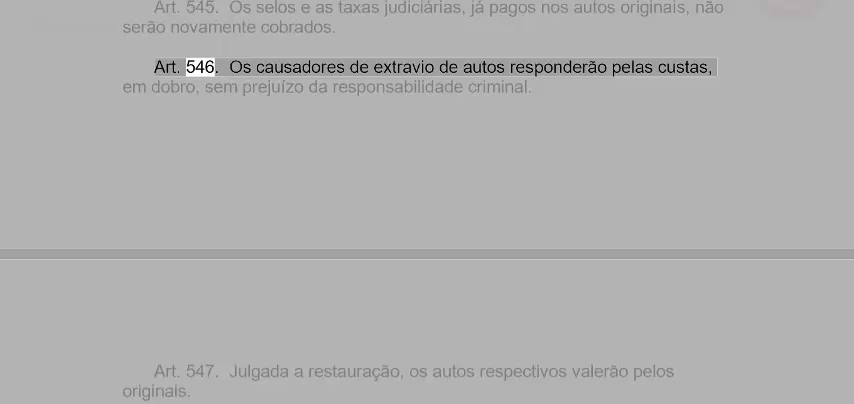 Art. 545. Os selos e as taxas judiciárias, já pagos nos autos originais, não
serão novamente cobrados.
Art. 546. Os causadores de extravio de autos responderão pelas custas,
em dobro, sem prejuízo da responsabilidade criminal.
Art. 547. Julgada a restauração, os autos respectivos valerão pelos
originais.